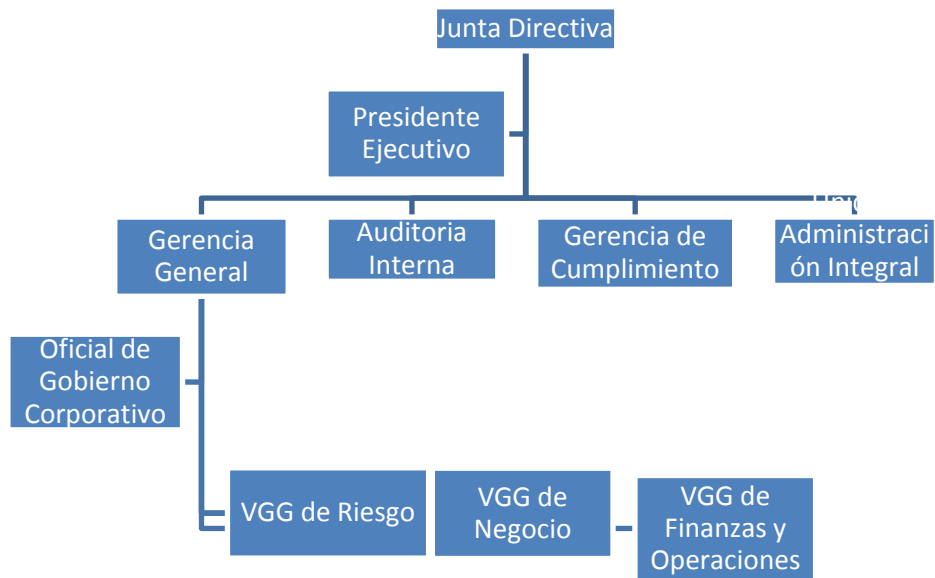 Junta Directiva
Presidente
Ejecutivo
Gerencia
General
Auditoria
Interna
Gerencia de
Cumplimiento
Administraci
ón Integral
Oficial de
Gobierno
Corporativo
VGG de Riesgo
VGG de
Negocio
VGG de
Finanzas y
Operaciones